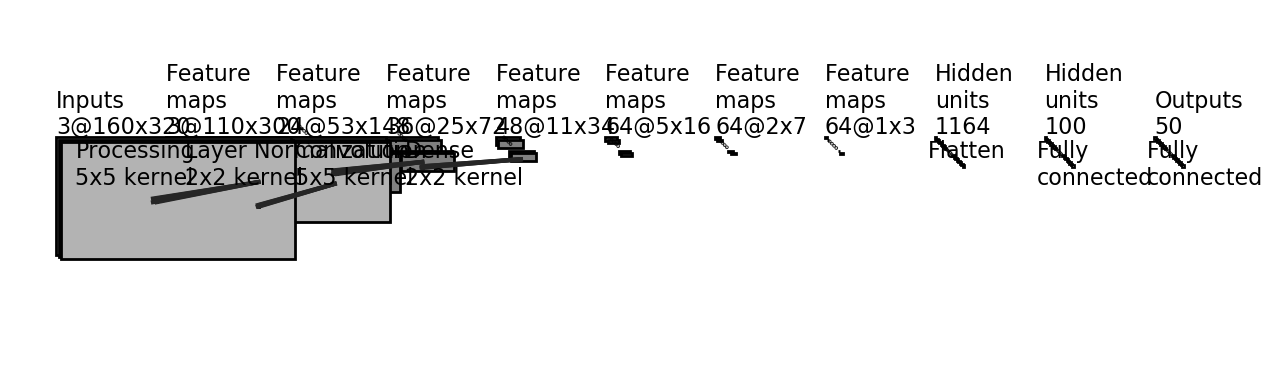 Inputs
3@160x320
Feature
maps
3@110x300
Feature
maps
24@53x148
Feature
maps
36@25x72
Feature
maps
48@11x34
Feature
maps
64@5x16
Feature
maps
64@2x7
Feature
maps
64@1x3
Hidden
units
1164
Hidden
units
100
Outputs
50
Processing
5x5 kernel
Layer Normalization
2x2 kernel
5x5 kernel
Dense
2x2 kernel
Flatten
Fully
connected
Fully
connected